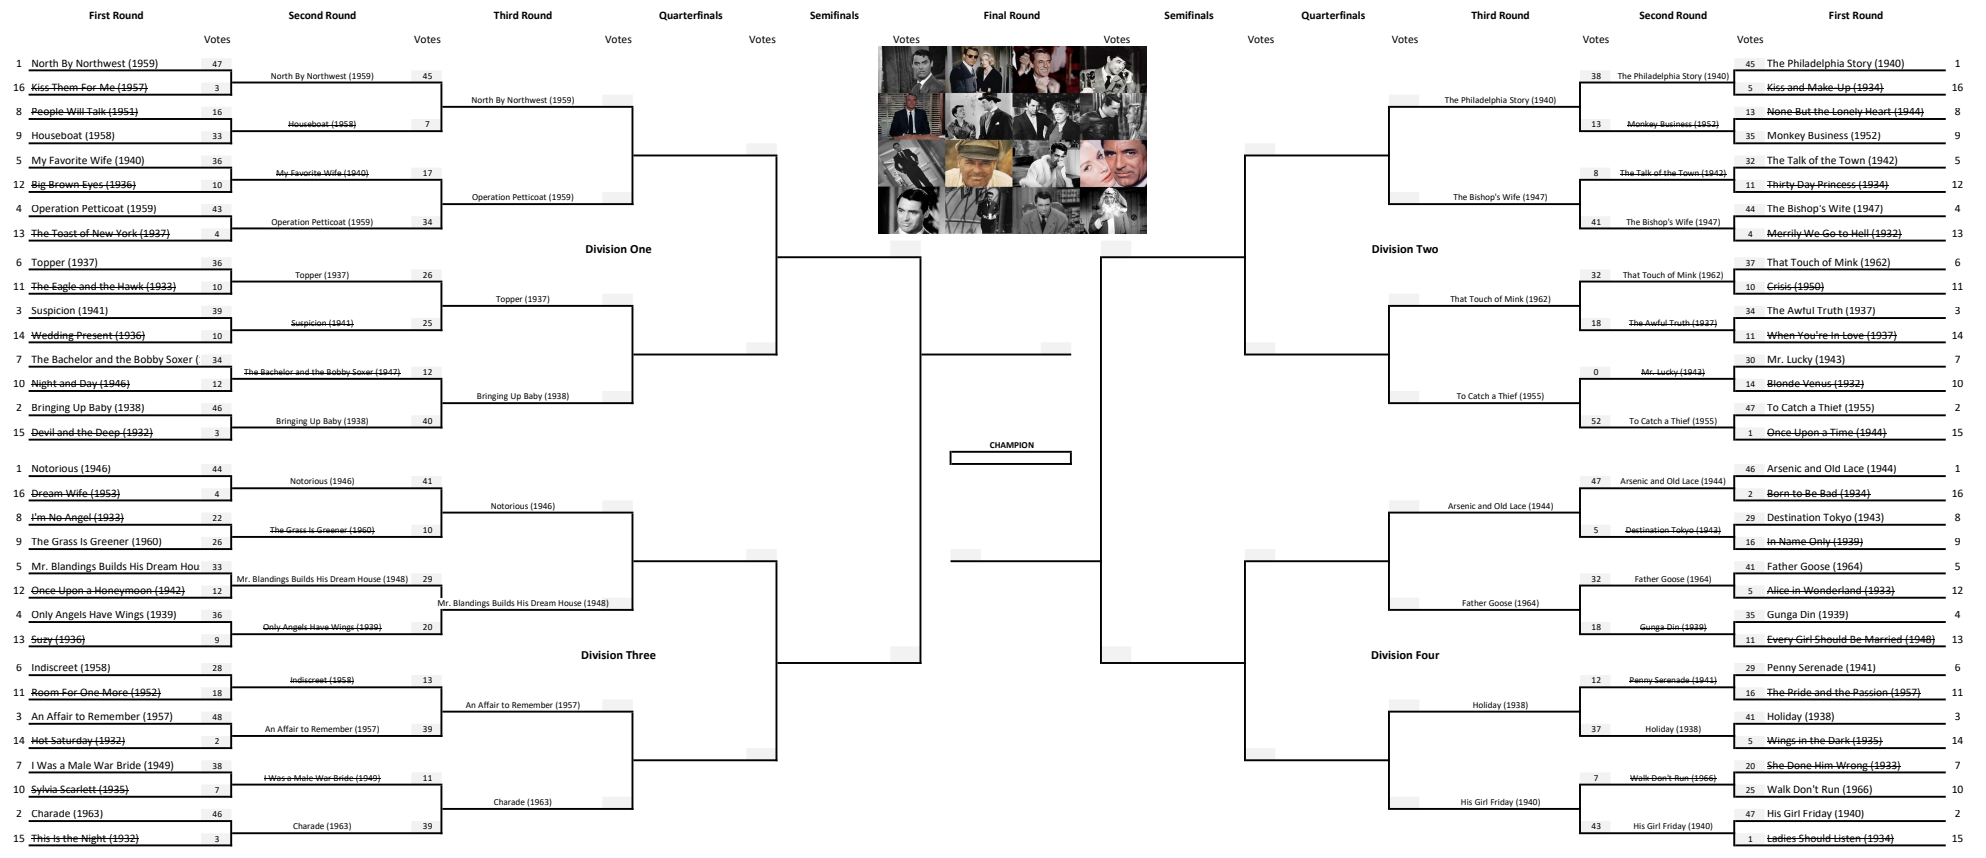 First Round Second Round Third Round Quarterfinals Semifinals Final Round Semifinals Quarterfinals Third Round Second Round First Round
Votes Votes Votes Votes Votes Votes Votes Votes Votes Votes
1 North By Northwest (1959) 47
16 Kiss Them For Me (1957) 3
8 People Will Talk (1951) 16
9 Houseboat (1958) 33
5 My Favorite Wife (1940) 36
12 Big Brown Eyes (1936) 10
4 Operation Petticoat (1959) 43
13 The Toast of New York (1937) 4
6 Topper (1937) 36
11 The Eagle and the Hawk (1933) 10
3 Suspicion (1941) 39
14 Wedding Present (1936) 10
7 The Bachelor and the Bobby Soxer (: 34
10 Night and Day (1946) 12
2 Bringing Up Baby (1938) 46
15 Devil and the Deep (1932) 3
North By Northwest (1959) 45
Houseboat (1958) 7
My Favorite Wife (1940) 17
Operation Petticoat (1959) 34
Topper (1937) 26
Suspicion (1941) 25
The Bachelor and the Bobby Soxer (1947) 12
Bringing Up Baby (1938) 40
North By Northwest (1959)
Operation Petticoat (1959)
Topper (1937)
Bringing Up Baby (1938)
Division One
1 Notorious (1946) 44
16 Dream Wife (1953) 4
8 I'm No Angel (1933) 22
9 The Grass Is Greener (1960) 26
5 Mr. Blandings Builds His Dream Hou 33
12 Once Upon a Honeymoon (1942) 12
4 Only Angels Have Wings (1939) 36
13 Suzy (1936) 9
6 Indiscreet (1958) 28
11 Room For One More (1952) 18
3 An Affair to Remember (1957) 48
14 Hot Saturday (1932) 2
7 I Was a Male War Bride (1949) 38
10 Sylvia Scarlett (1935) 7
2 Charade (1963) 46
15 This Is the Night (1932) 3
Notorious (1946) 41
The Grass Is Greener (1960) 10
Mr. Blandings Builds His Dream House (1948) 29
Only Angels Have Wings (1939) 20
Indiscreet (1958) 13
An Affair to Remember (1957) 39
I Was a Male War Bride (1949) 11
Charade (1963) 39
Notorious (1946)
Mr. Blandings Builds His Dream House (1948)
An Affair to Remember (1957)
Charade (1963)
Division Three
CHAMPION
The Philadelphia Story (1940)
The Bishop's Wife (1947)
That Touch of Mink (1962)
To Catch a Thief (1955)
Division Two
38 The Philadelphia Story (1940)
13 Monkey Business (1952)
8 The Talk of the Town (1942)
41 The Bishop's Wife (1947)
32 That Touch of Mink (1962)
18 The Awful Truth (1937)
0 Mr. Lucky (1943)
52 To Catch a Thief (1955)
45 The Philadelphia Story (1940) 1
5 Kiss and Make-Up (1934) 16
13 None But the Lonely Heart (1944) 8
35 Monkey Business (1952) 9
32 The Talk of the Town (1942) 5
11 Thirty Day Princess (1934) 12
44 The Bishop's Wife (1947) 4
4 Merrily We Go to Hell (1932) 13
37 That Touch of Mink (1962) 6
10 Crisis (1950) 11
34 The Awful Truth (1937) 3
11 When You're In Love (1937) 14
30 Mr. Lucky (1943) 7
14 Blonde Venus (1932) 10
47 To Catch a Thief (1955) 2
1 Once Upon a Time (1944) 15
Arsenic and Old Lace (1944)
Father Goose (1964)
Holiday (1938)
His Girl Friday (1940)
Division Four
47 Arsenic and Old Lace (1944)
5 Destination Tokyo (1943)
32 Father Goose (1964)
18 Gunga Din (1939)
12 Penny Serenade (1941)
37 Holiday (1938)
7 Walk Don't Run (1966)
43 His Girl Friday (1940)
46 Arsenic and Old Lace (1944) 1
2 Born to Be Bad (1934) 16
29 Destination Tokyo (1943) 8
16 In Name Only (1939) 9
41 Father Goose (1964) 5
5 Alice in Wonderland (1933) 12
35 Gunga Din (1939) 4
11 Every Girl Should Be Married (1948) 13
29 Penny Serenade (1941) 6
16 The Pride and the Passion (1957) 11
41 Holiday (1938) 3
5 Wings in the Dark (1935) 14
20 She Done Him Wrong (1933) 7
25 Walk Don't Run (1966) 10
47 His Girl Friday (1940) 2
1 Ladies Should Listen (1934) 15